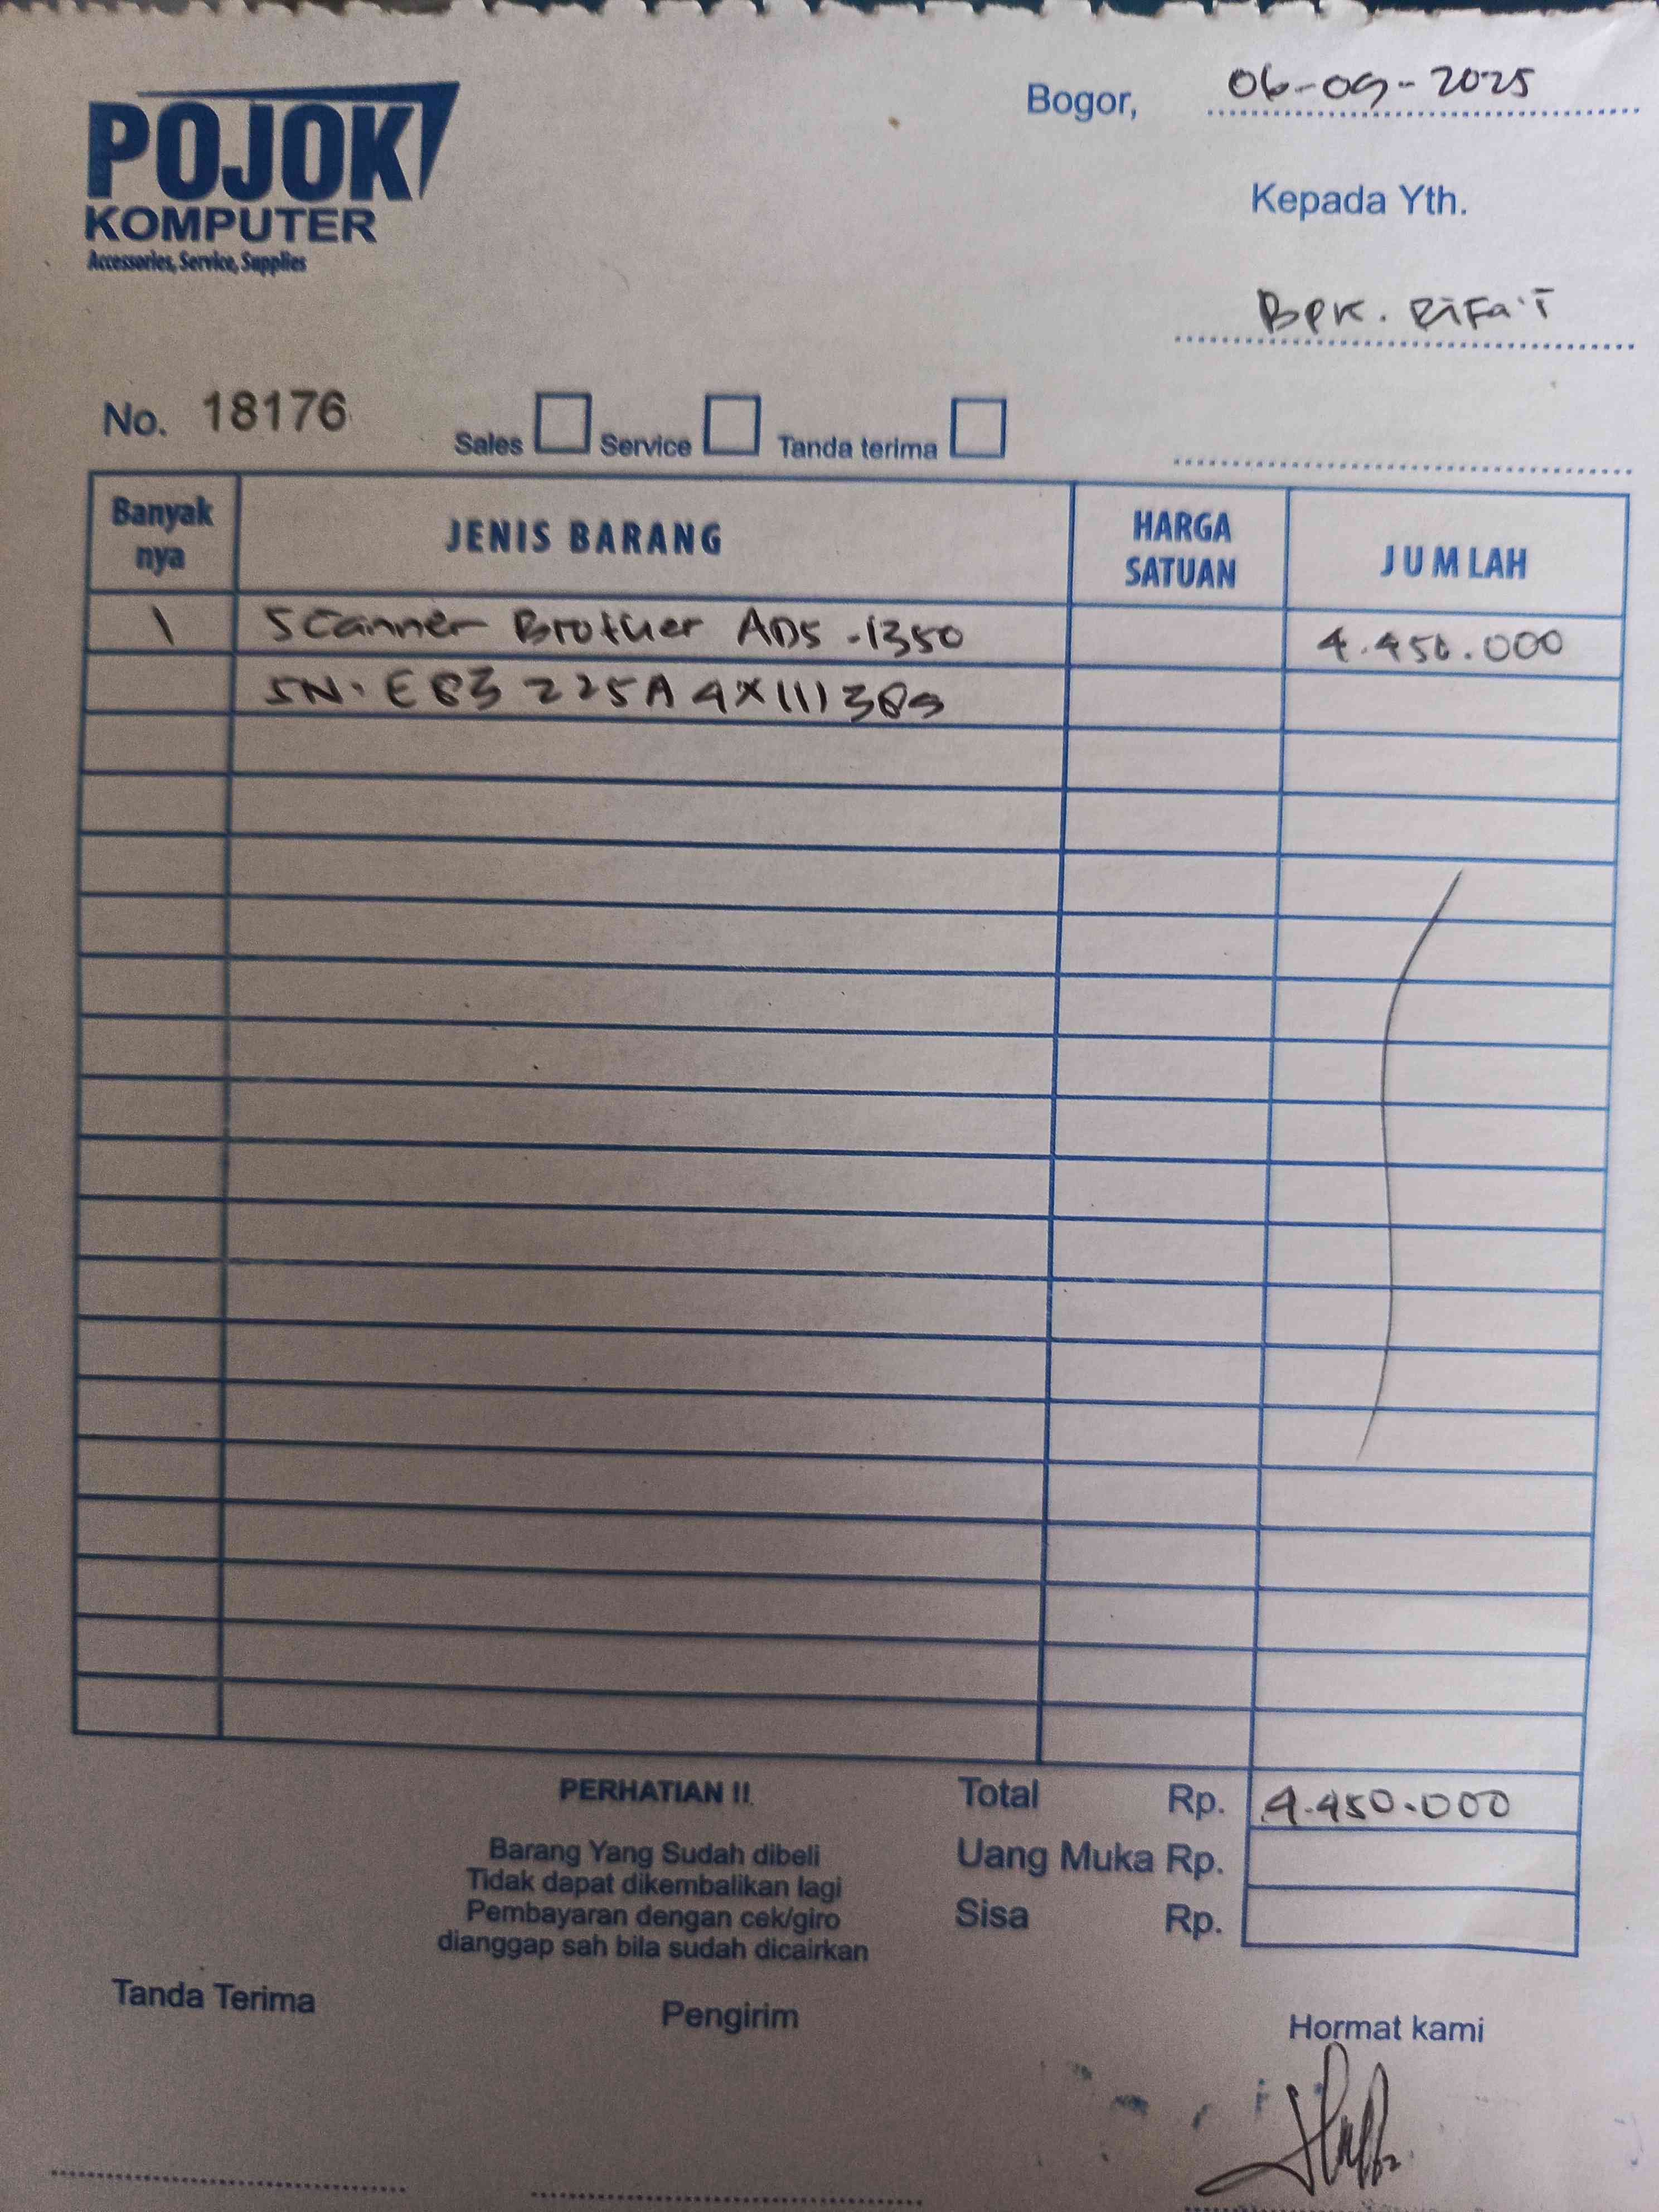 POJOK
KOMPUTER
Accessories, Service, Supplies
Bogor, 06-09-2025
Kepada Yth.
BPK. RiFa'i
No. 18176
Sales Service Tanda terima
Banyak nya JENIS BARANG HARGA SATUAN JUMLAH
1 Scanner Brother ADS-1350 4.450.000
SN. E83225A4X111389
PERHATIAN !!
Barang Yang Sudah dibeli
Tidak dapat dikembalikan lagi
Pembayaran dengan cek/giro
dianggap sah bila sudah dicairkan
Total Rp. 4.450.000
Uang Muka Rp.
Sisa Rp.
Tanda Terima Pengirim Hormat kami